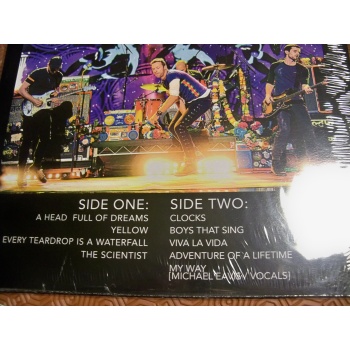 SIDE ONE:
A HEAD FULL OF DREAMS
YELLOW
EVERY TEARDROP IS A WATERFALL
THE SCIENTIST
SIDE TWO:
CLOCKS
BOYS THAT SING
VIVA LA VIDA
ADVENTURE OF A LIFETIME
MY WAY
[MICHAEL EAVIS VOCALS]